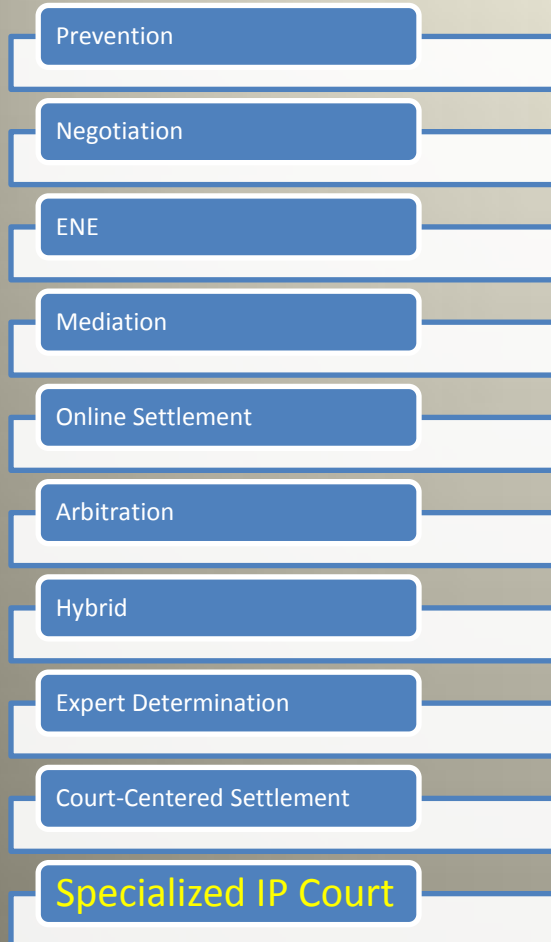 Prevention
Negotiation
ENE
Mediation
Online Settlement
Arbitration
Hybrid
Expert Determination
Court-Centered Settlement
Specialized IP Court